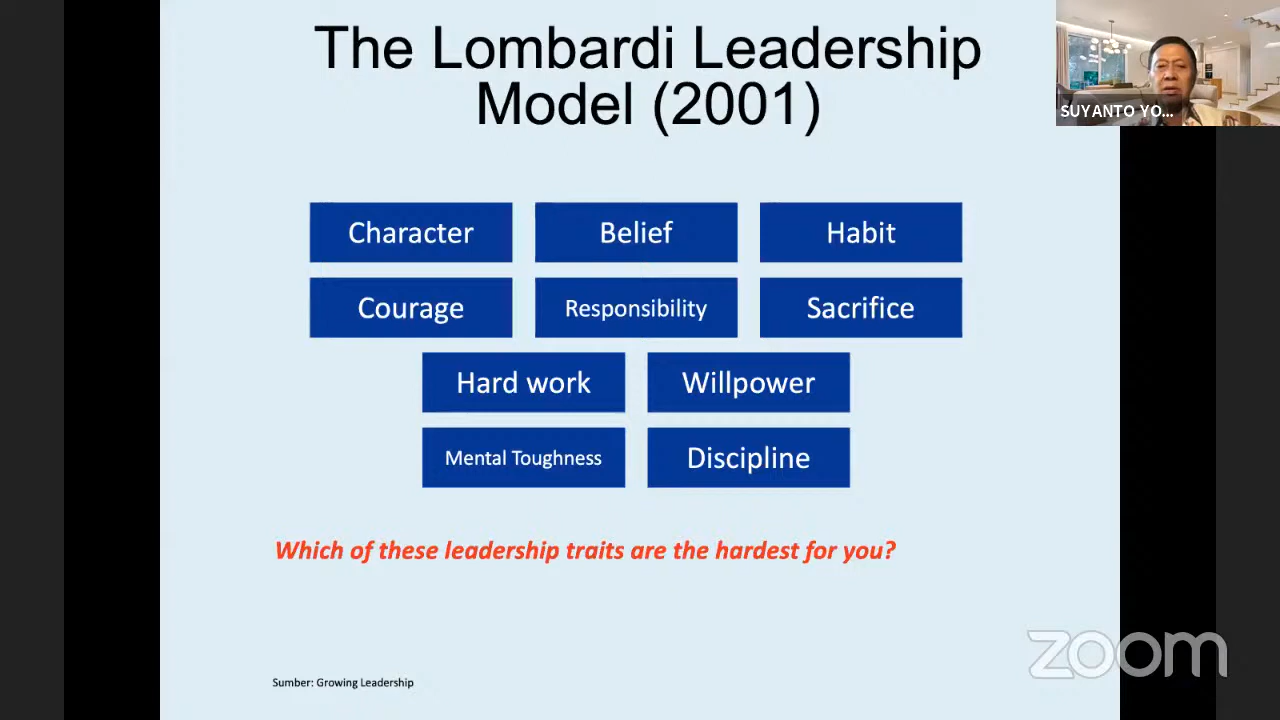 The Lombardi Leadership
Model (2001)
SUYANTO YO...
Character
Belief
Habit
Courage
Responsibility
Sacrifice
Hard work
Willpower
Mental Toughness
Discipline
Which of these leadership traits are the hardest for you?
zoom
Sumber: Growing Leadership